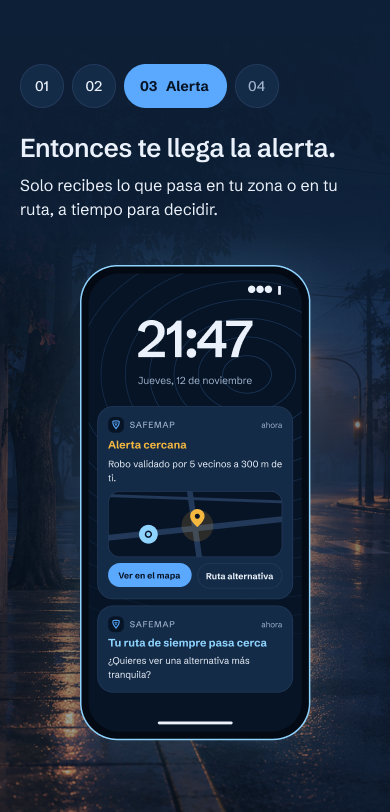 01
02
03 Alerta
04
Entonces te llega la alerta.
Solo recibes lo que pasa en tu zona o en tu
ruta, a tiempo para decidir.
21:47
Jueves, 12 de noviembre
SAFEMAP
ahora
Alerta cercana
Robo validado por 5 vecinos a 300 m de
ti.
Ver en el mapa
Ruta alternativa
SAFEMAP
ahora
Tu ruta de siempre pasa cerca
¿Quieres ver una alternativa más
tranquila?